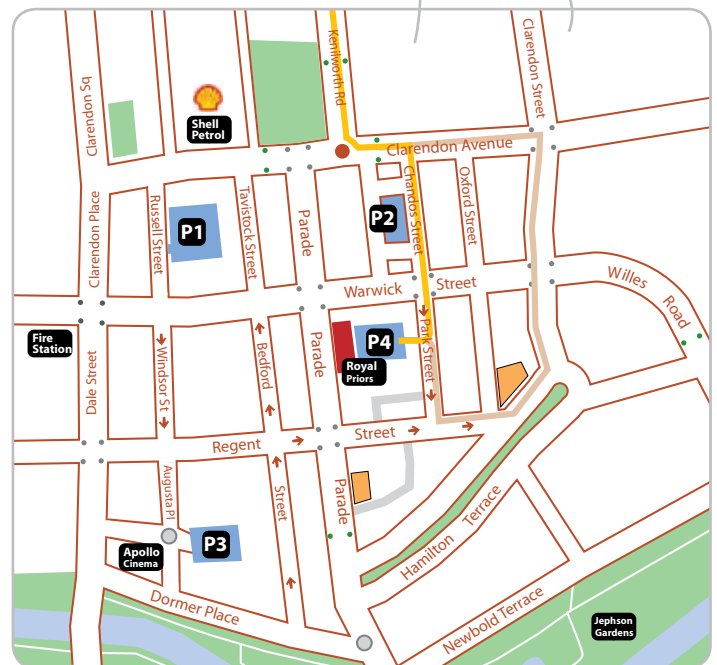 Kenilworth Rd
Clarendon Street
Clarendon Sq
Shell
Petrol
Clarendon Avenue
Clarendon Place
Russell Street
P1
Tavistock Street
Parade
P2
Chandos Street
Oxford Street
Warwick
Street
Willes
Road
Fire
Station
Dale Street
Windsor St
Bedford
Parade
P4
Royal
Priors
Park Street
Regent
Street
Augusta Pl
Street
Parade
Apollo
Cinema
P3
Hamilton
Terrace
Dormer Place
Newbold Terrace
Jephson
Gardens